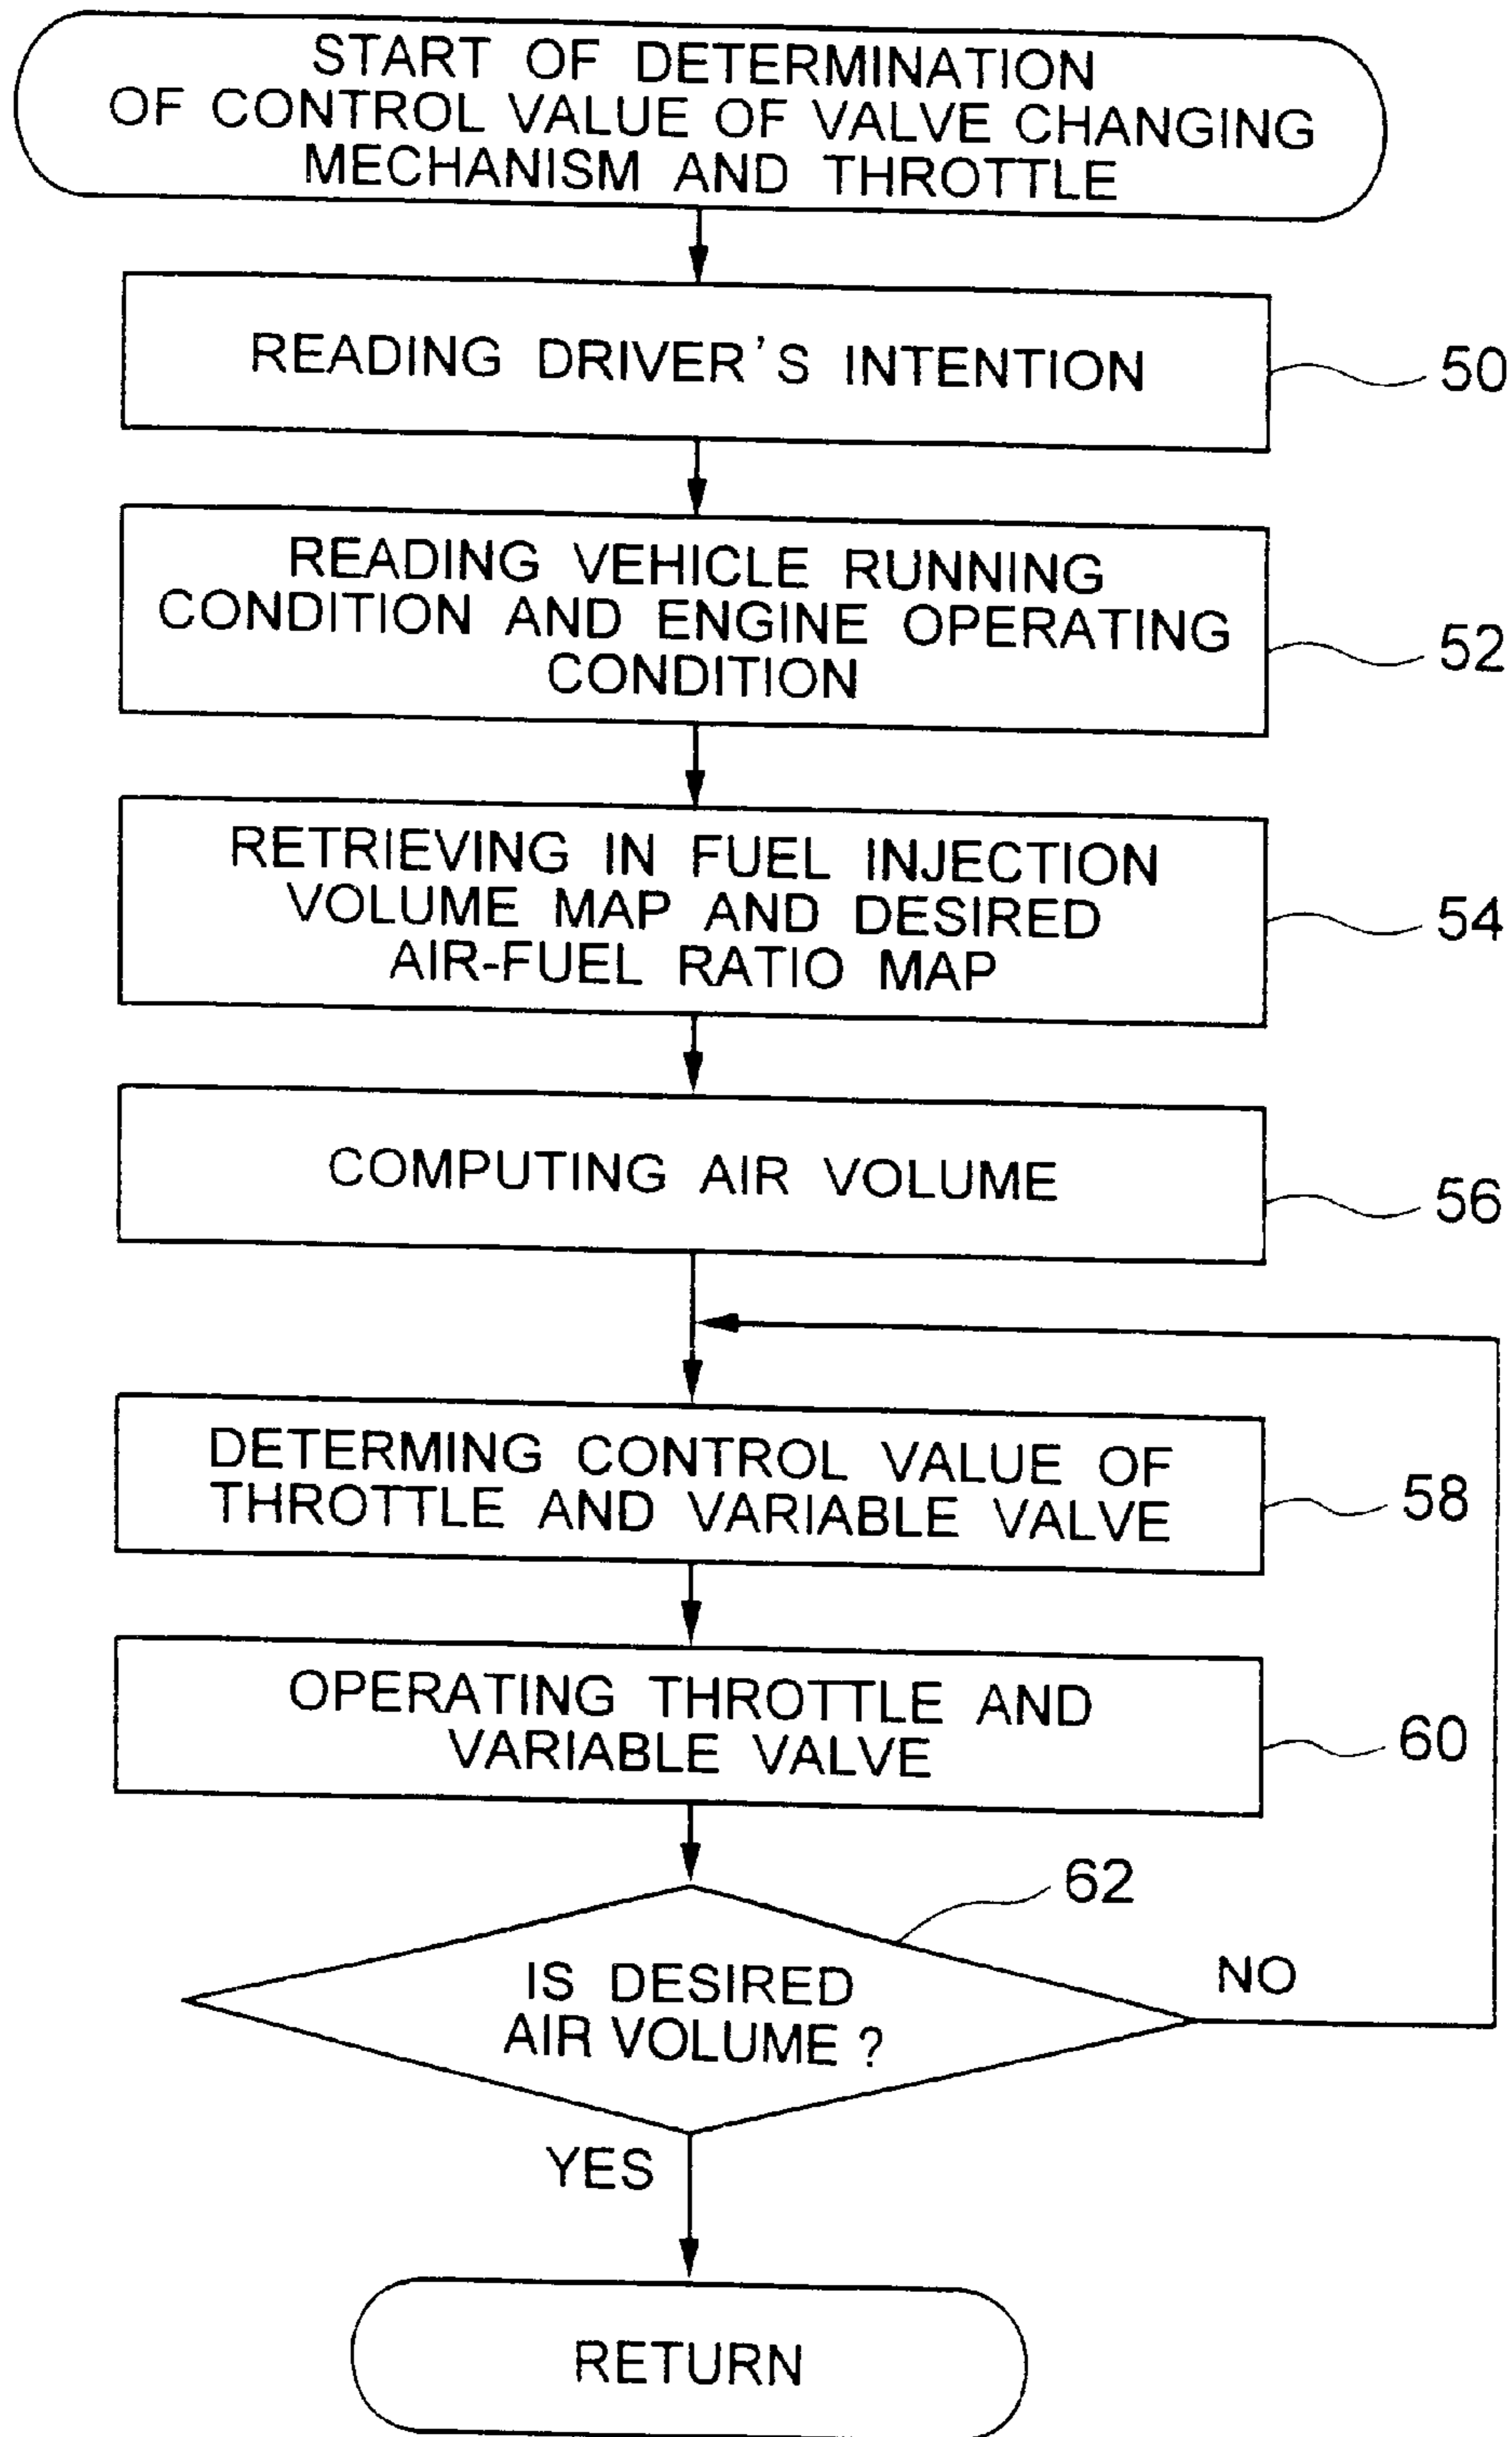 START OF DETERMINATION
OF CONTROL VALUE OF VALVE CHANGING
MECHANISM AND THROTTLE
READING DRIVER'S INTENTION
50
READING VEHICLE RUNNING
CONDITION AND ENGINE OPERATING
CONDITION
52
RETRIEVING IN FUEL INJECTION
VOLUME MAP AND DESIRED
AIR-FUEL RATIO MAP
54
COMPUTING AIR VOLUME
56
DETERMING CONTROL VALUE OF
THROTTLE AND VARIABLE VALVE
58
OPERATING THROTTLE AND
VARIABLE VALVE
60
62
IS DESIRED
AIR VOLUME ?
NO
YES
RETURN